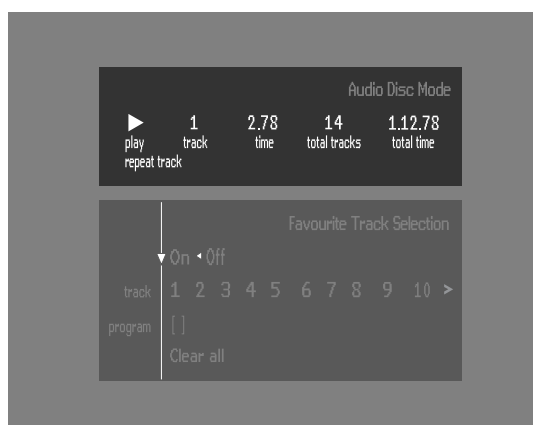 Audio Disc Mode
1 2.78 14 1.12.78
play track time total tracks total time
repeat track
Favourite Track Selection
On Off
track 1 2 3 4 5 6 7 8 9 10 >
program [ ]
Clear all